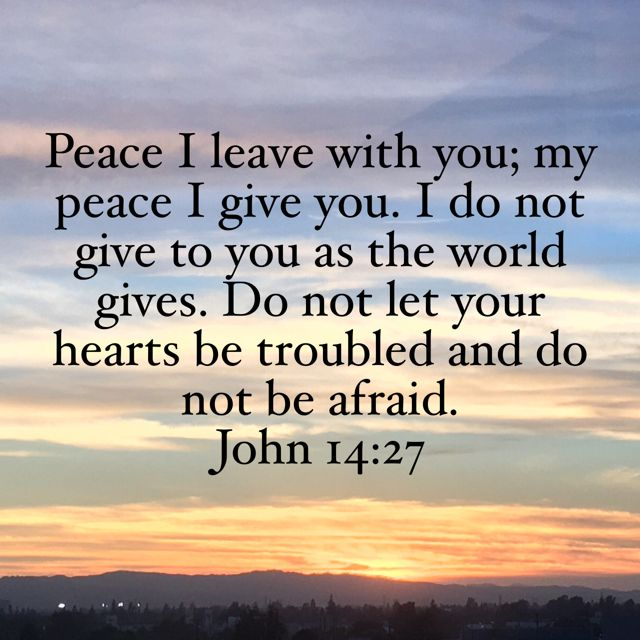 Peace I leave with you; my
peace I give you. I do not
give to you as the world
gives. Do not let your
hearts be troubled and do
not be afraid.
John 14:27